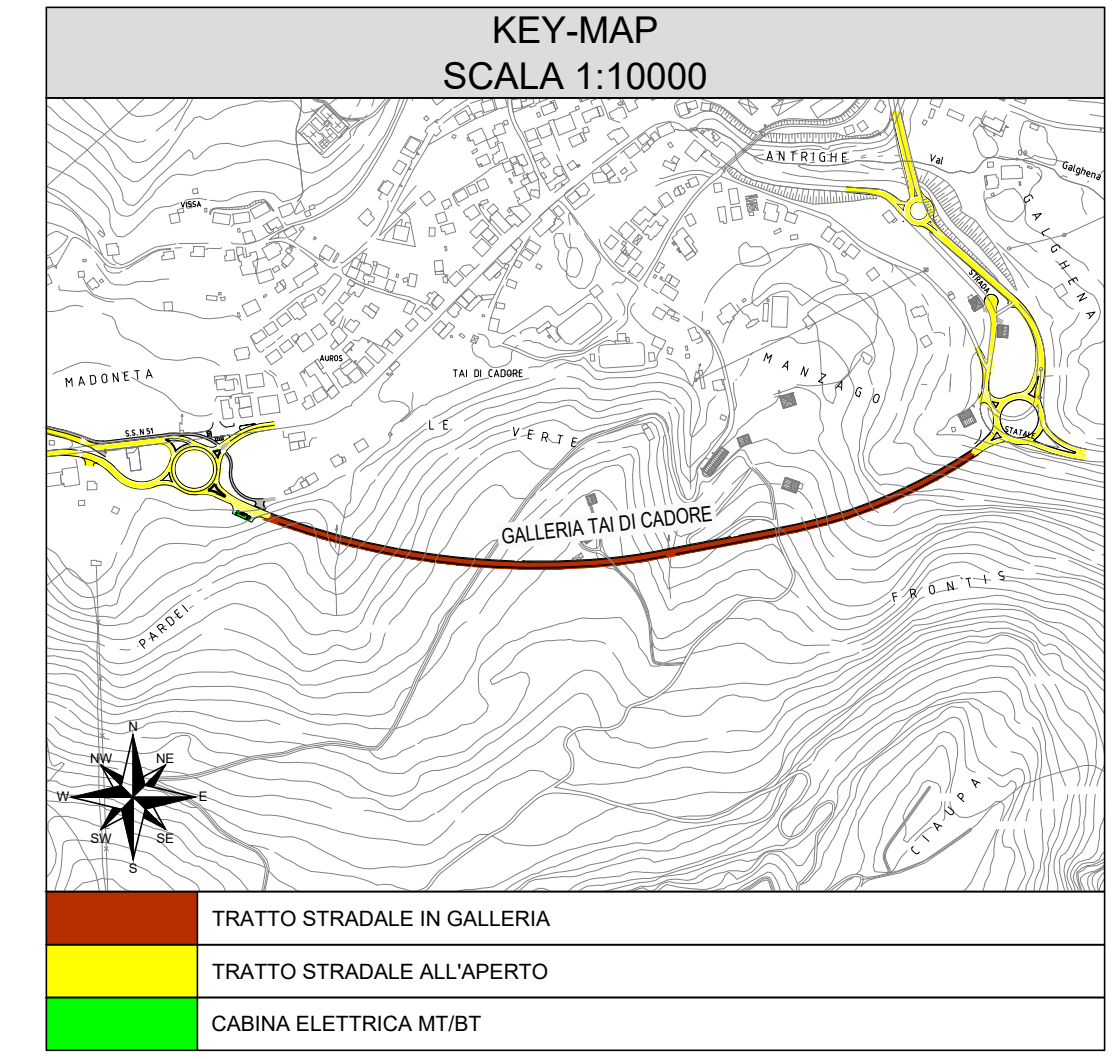 KEY-MAP
SCALA 1:10000
ANTRIGHE
Val
Galghena
GALGHENA
VISSA
STRADA
MANZAGO
AUROS
TAI DI CADORE
MADONETA
LE VERTE
S.S.N 51
STATALE
GALLERIA TAI DI CADORE
FRONTIS
PARDEI
CIAUPA
N
NW
NE
W
E
SW
SE
S
TRATTO STRADALE IN GALLERIA
TRATTO STRADALE ALL'APERTO
CABINA ELETTRICA MT/BT